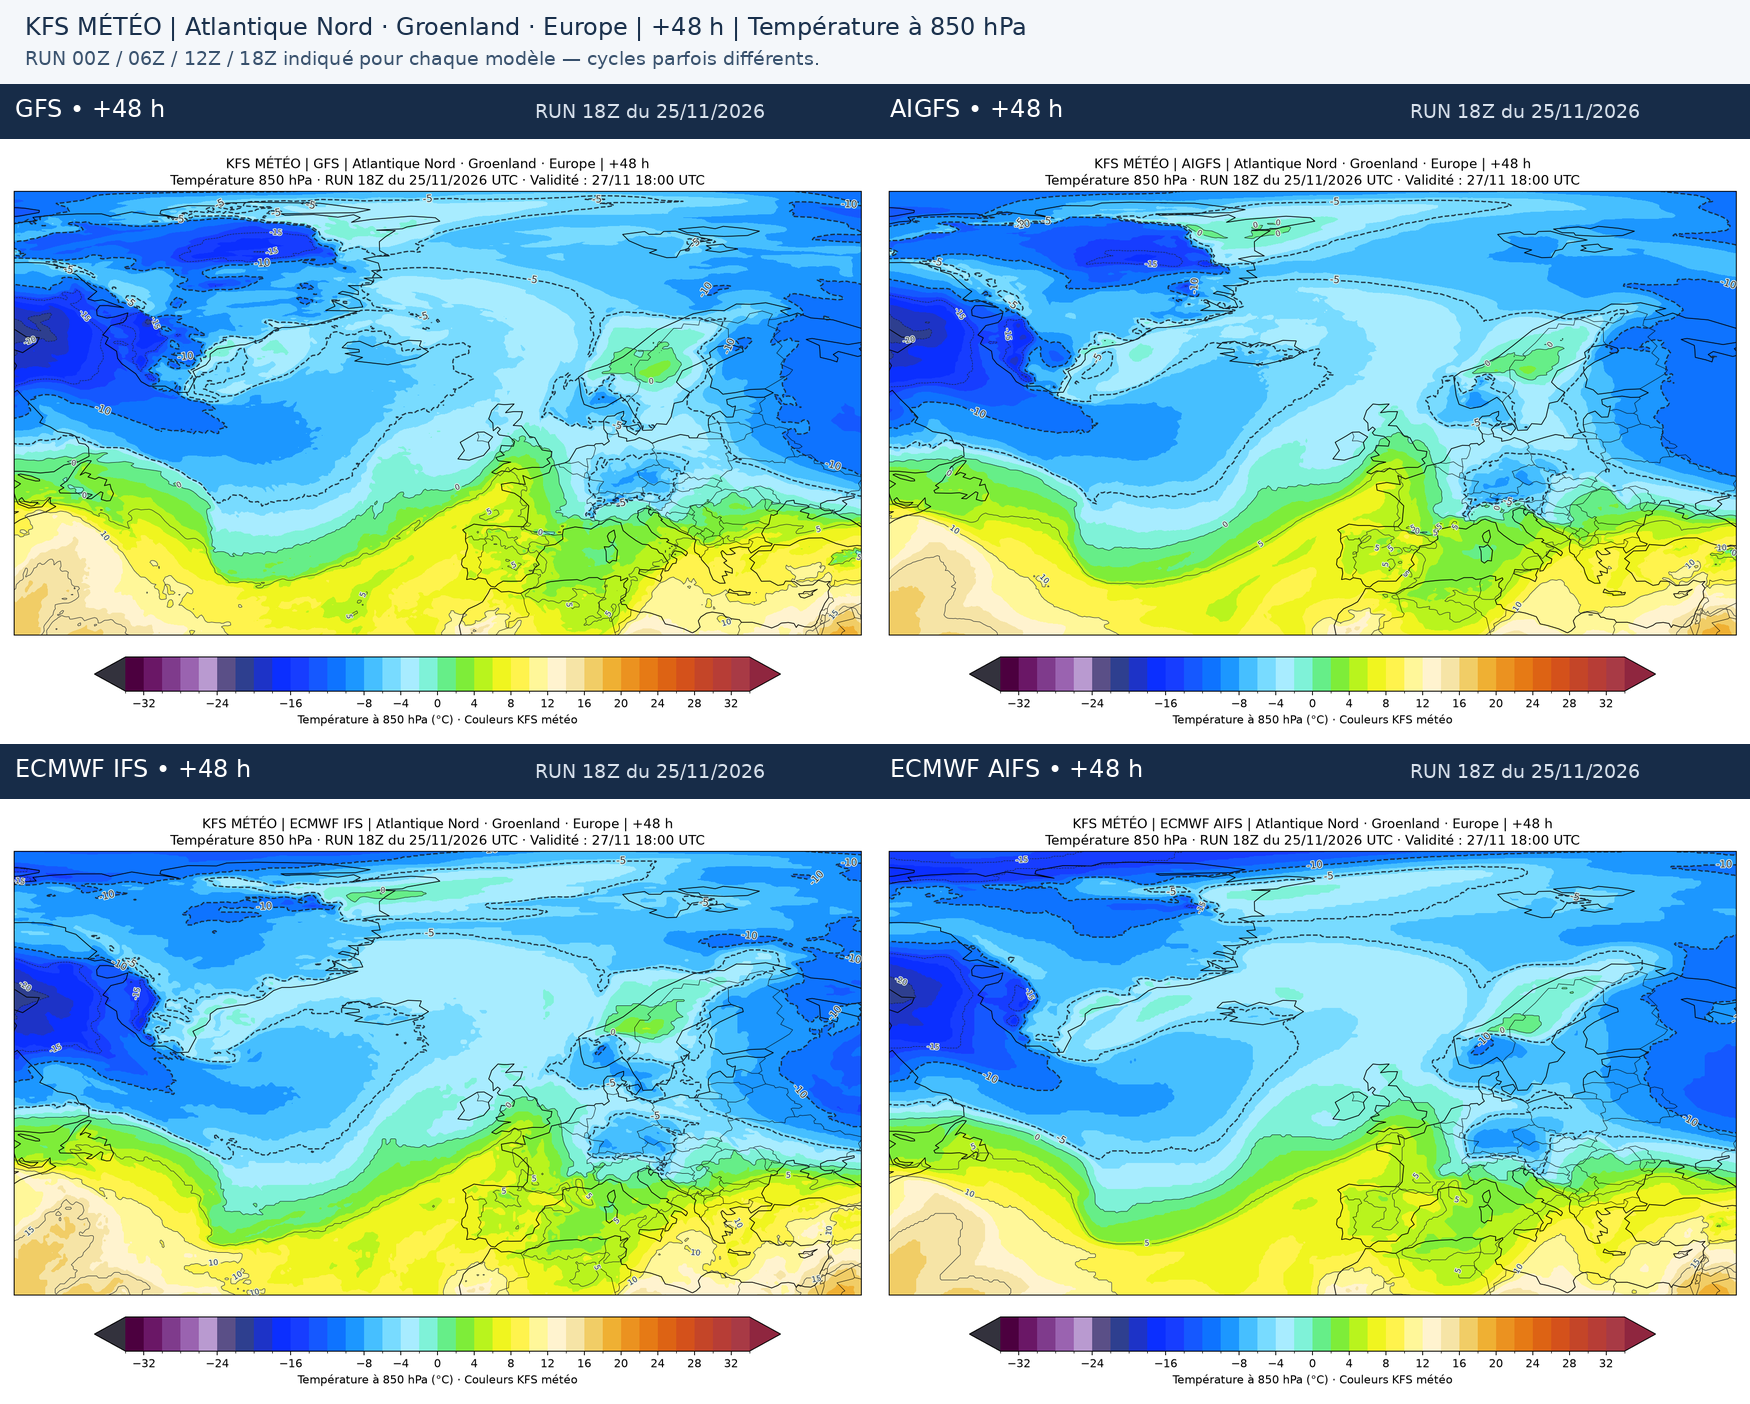 KFS MÉTÉO | Atlantique Nord · Groenland · Europe | +48 h | Température à 850 hPa
RUN 00Z / 06Z / 12Z / 18Z indiqué pour chaque modèle — cycles parfois différents.
GFS • +48 h
RUN 18Z du 25/11/2026
AIGFS • +48 h
RUN 18Z du 25/11/2026
KFS MÉTÉO | GFS | Atlantique Nord · Groenland · Europe | +48 h
Température 850 hPa · RUN 18Z du 25/11/2026 UTC · Validité : 27/11 18:00 UTC
KFS MÉTÉO | AIGFS | Atlantique Nord · Groenland · Europe | +48 h
Température 850 hPa · RUN 18Z du 25/11/2026 UTC · Validité : 27/11 18:00 UTC
−32 −24 −16 −8 −4 0 4 8 12 16 20 24 28 32
Température à 850 hPa (°C) · Couleurs KFS météo
−32 −24 −16 −8 −4 0 4 8 12 16 20 24 28 32
Température à 850 hPa (°C) · Couleurs KFS météo
ECMWF IFS • +48 h
RUN 18Z du 25/11/2026
ECMWF AIFS • +48 h
RUN 18Z du 25/11/2026
KFS MÉTÉO | ECMWF IFS | Atlantique Nord · Groenland · Europe | +48 h
Température 850 hPa · RUN 18Z du 25/11/2026 UTC · Validité : 27/11 18:00 UTC
KFS MÉTÉO | ECMWF AIFS | Atlantique Nord · Groenland · Europe | +48 h
Température 850 hPa · RUN 18Z du 25/11/2026 UTC · Validité : 27/11 18:00 UTC
−32 −24 −16 −8 −4 0 4 8 12 16 20 24 28 32
Température à 850 hPa (°C) · Couleurs KFS météo
−32 −24 −16 −8 −4 0 4 8 12 16 20 24 28 32
Température à 850 hPa (°C) · Couleurs KFS météo